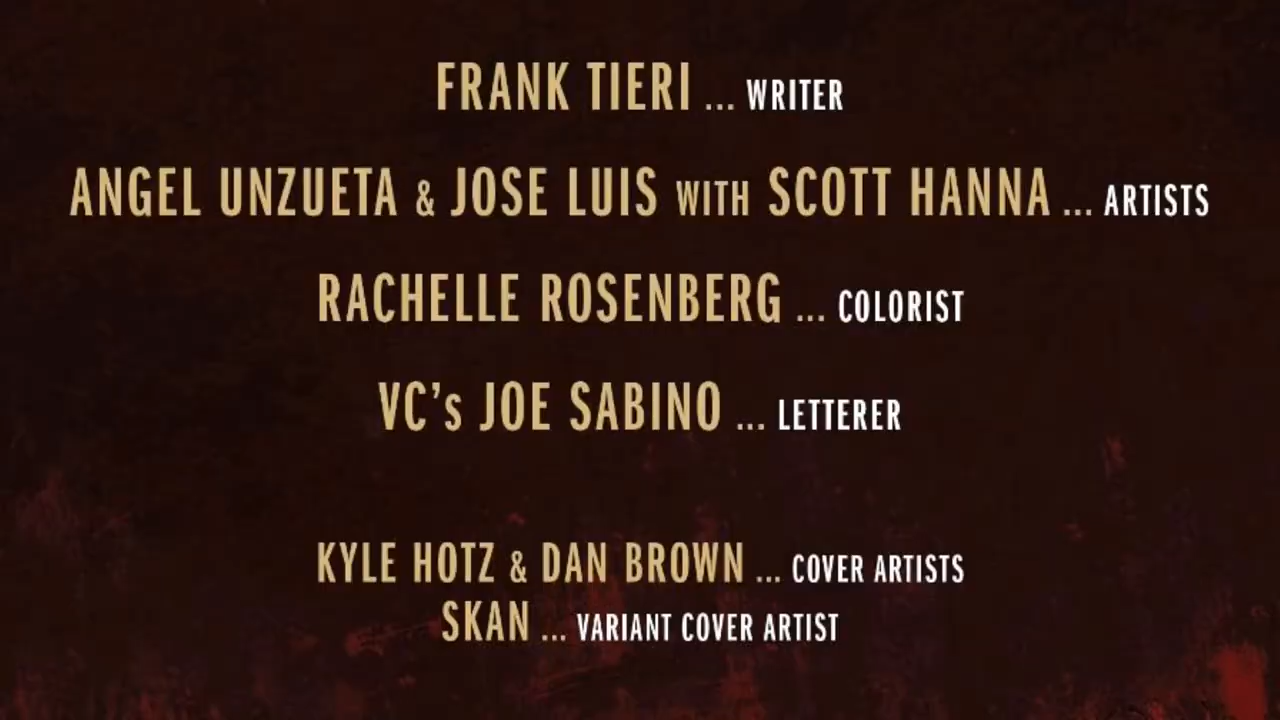 FRANK TIERI ... WRITER
ANGEL UNZUETA & JOSE LUIS WITH SCOTT HANNA ... ARTISTS
RACHELLE ROSENBERG ... COLORIST
VC's JOE SABINO ... LETTERER
KYLE HOTZ & DAN BROWN ... COVER ARTISTS
SKAN ... VARIANT COVER ARTIST